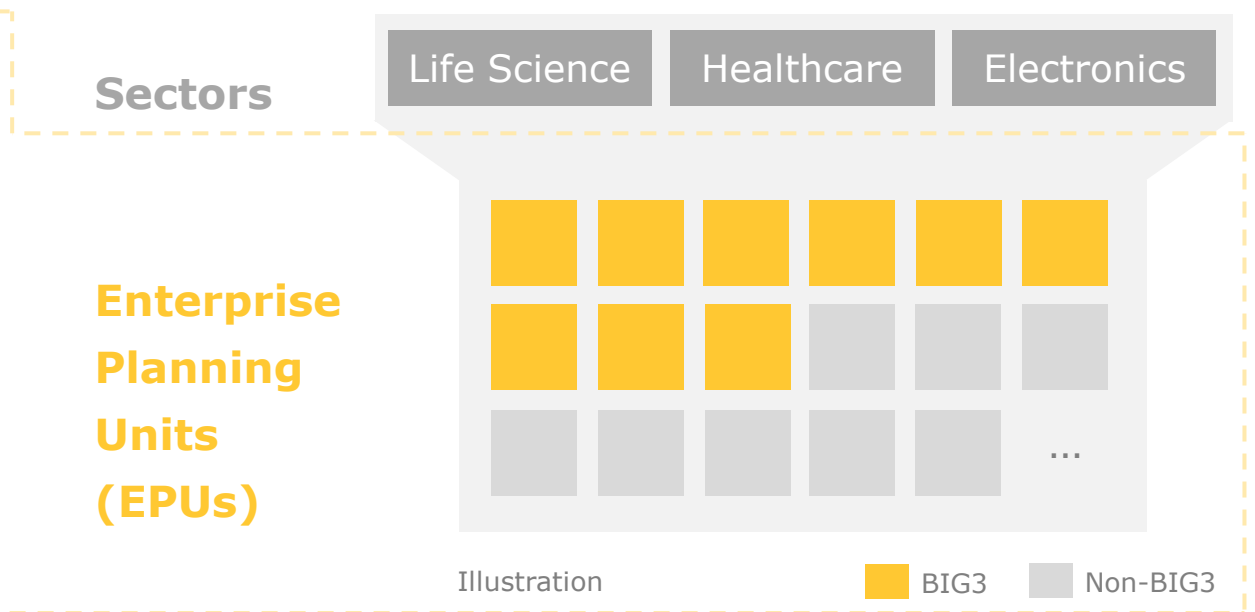 Sectors
Life Science
Healthcare
Electronics
Enterprise
Planning
Units
(EPUs)
...
Illustration
BIG3
Non-BIG3